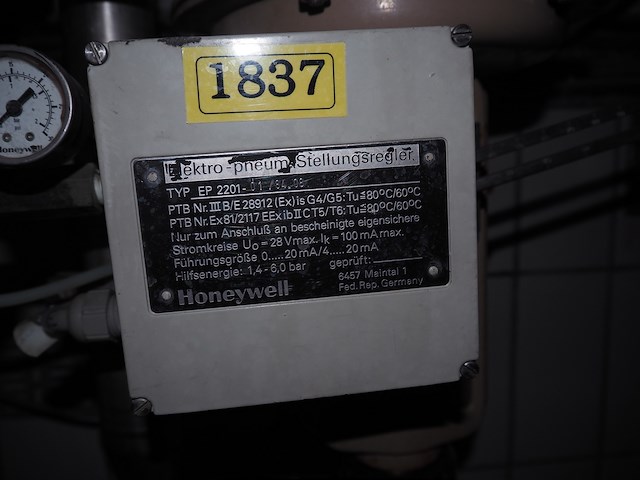 1837
Elektro-pneum. Stellungsregler
TYP EP 2201-
PTB Nr. III B/E 28912 (Ex) is G4/G5: Tu≤80°C/60°C
PTB Nr. Ex81/2117 EEx ib II C T5/T6: Tu≤80°C/60°C
Nur zum Anschluß an bescheinigte eigensichere
Stromkreise Uo = 28 Vmax. Ik = 100 mA max.
Führungsgröße 0.....20 mA/4.....20 mA
Hilfsenergie: 1,4 - 6,0 bar geprüft:
6457 Maintal 1
Honeywell Fed. Rep. Germany
Honeywell